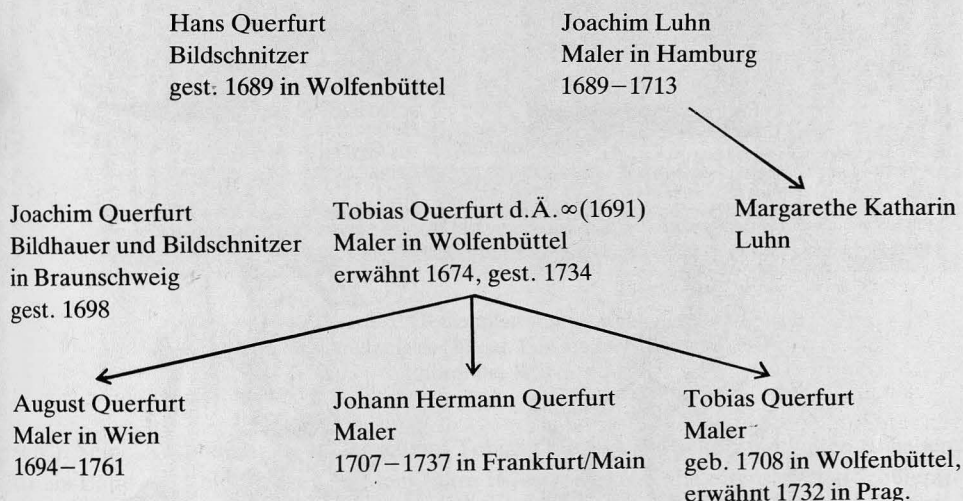 Hans Querfurt
Bildschnitzer
gest. 1689 in Wolfenbüttel
Joachim Luhn
Maler in Hamburg
1689–1713
Joachim Querfurt
Bildhauer und Bildschnitzer
in Braunschweig
gest. 1698
Tobias Querfurt d.Ä. ∞(1691)
Maler in Wolfenbüttel
erwähnt 1674, gest. 1734
Margarethe Katharin
Luhn
August Querfurt
Maler in Wien
1694–1761
Johann Hermann Querfurt
Maler
1707–1737 in Frankfurt/Main
Tobias Querfurt
Maler
geb. 1708 in Wolfenbüttel,
erwähnt 1732 in Prag.